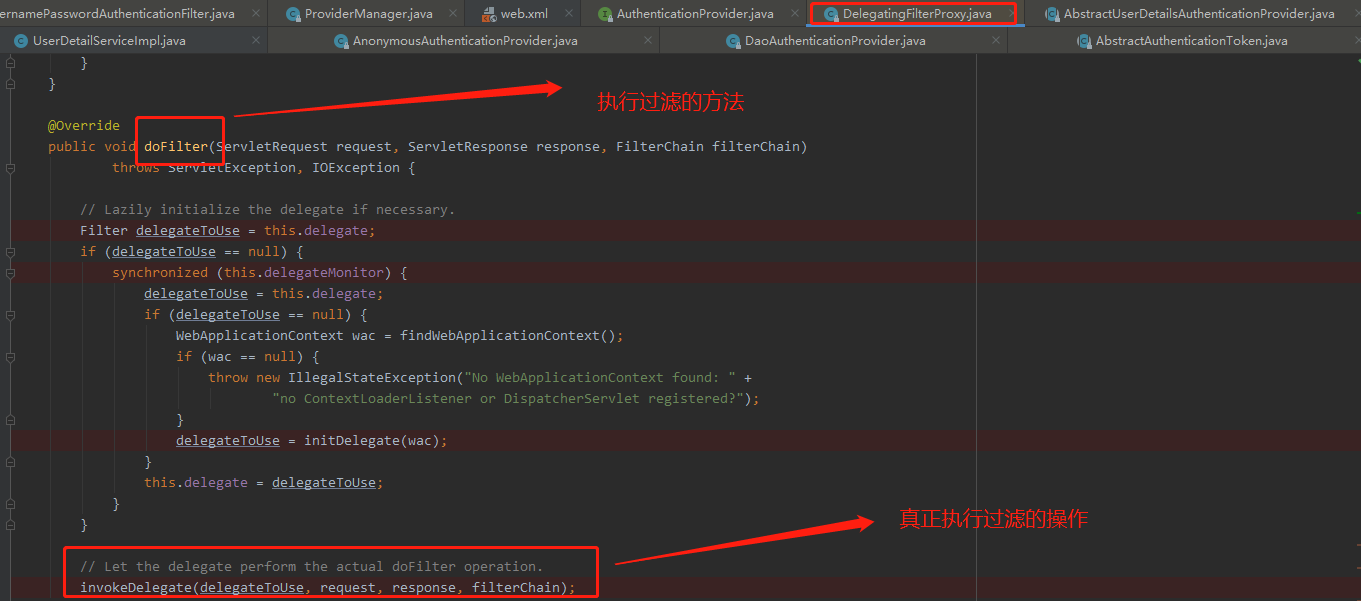 ernamePasswordAuthenticationFilter.java ProviderManager.java web.xml AuthenticationProvider.java DelegatingFilterProxy.java AbstractUserDetailsAuthenticationProvider.java
UserDetailServiceImpl.java AnonymousAuthenticationProvider.java DaoAuthenticationProvider.java AbstractAuthenticationToken.java
}
}
执行过滤的方法
@Override
public void doFilter(ServletRequest request, ServletResponse response, FilterChain filterChain)
throws ServletException, IOException {
// Lazily initialize the delegate if necessary.
Filter delegateToUse = this.delegate;
if (delegateToUse == null) {
synchronized (this.delegateMonitor) {
delegateToUse = this.delegate;
if (delegateToUse == null) {
WebApplicationContext wac = findWebApplicationContext();
if (wac == null) {
throw new IllegalStateException("No WebApplicationContext found: " +
"no ContextLoaderListener or DispatcherServlet registered?");
}
delegateToUse = initDelegate(wac);
}
this.delegate = delegateToUse;
}
}
真正执行过滤的操作
// Let the delegate perform the actual doFilter operation.
invokeDelegate(delegateToUse, request, response, filterChain);